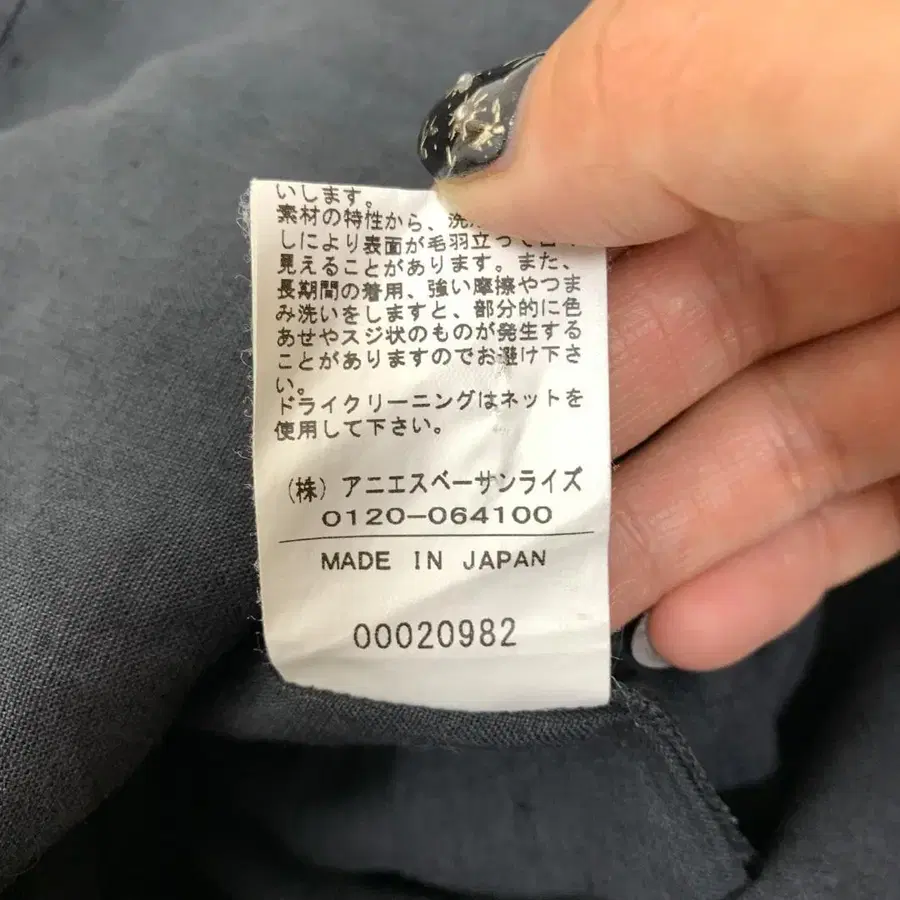 いします。
素材の特性から、洗
しにより表面が毛羽立って白
見えることがあります。また、
長期間の着用、強い摩擦やつま
み洗いをしますと、部分的に色
あせやスジ状のものが発生する
ことがありますのでお避け下さ
い。
ドライクリーニングはネットを
使用して下さい。
(株) アニエスベーサンライズ
0120-064100
MADE IN JAPAN
00020982